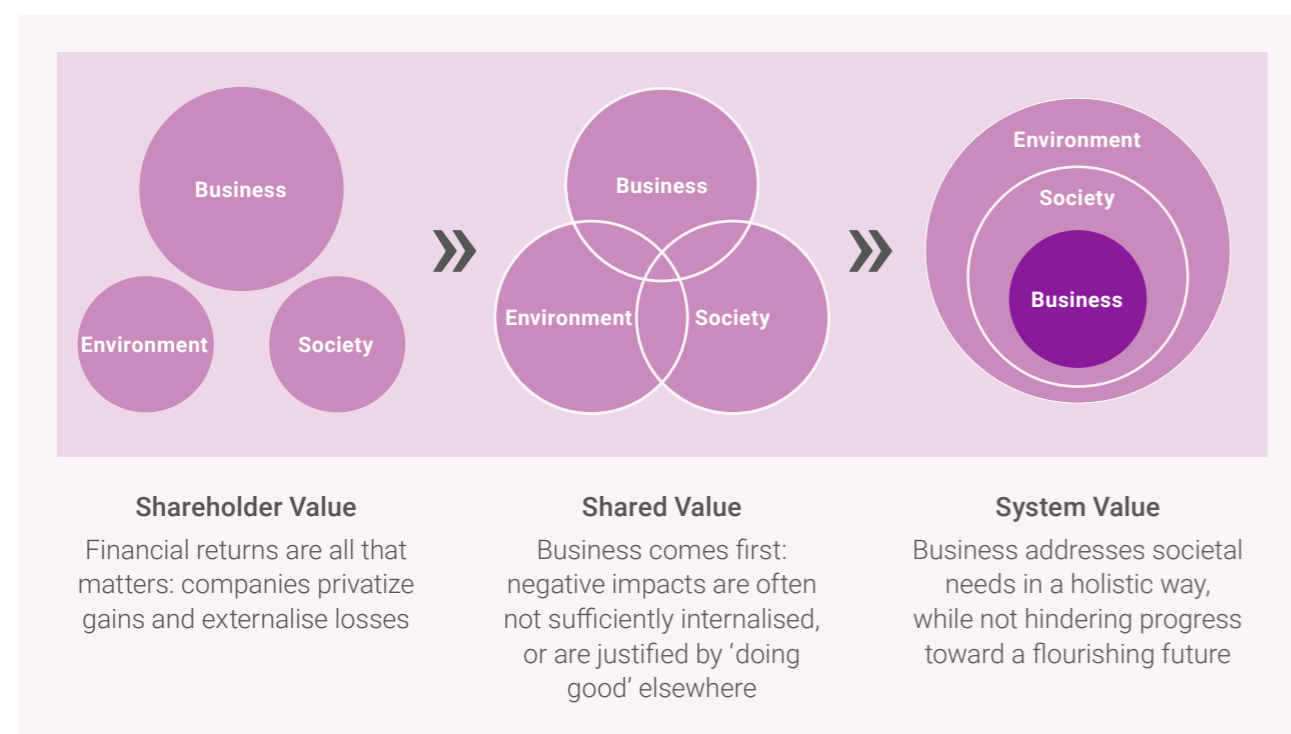 Business
Environment
Society
Business
Environment
Society
Environment
Society
Business
Shareholder Value
Financial returns are all that
matters: companies privatize
gains and externalise losses
Shared Value
Business comes first:
negative impacts are often
not sufficiently internalised,
or are justified by ‘doing
good’ elsewhere
System Value
Business addresses societal
needs in a holistic way,
while not hindering progress
toward a flourishing future